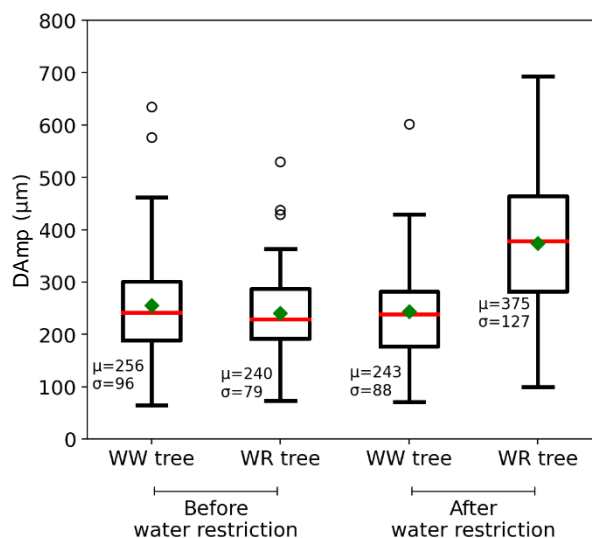 800
700
600
500
400
300
200
100
0
DAmp (μm)
μ=256
σ=96
μ=240
σ=79
μ=243
σ=88
μ=375
σ=127
WW tree
WR tree
WW tree
WR tree
Before
water restriction
After
water restriction